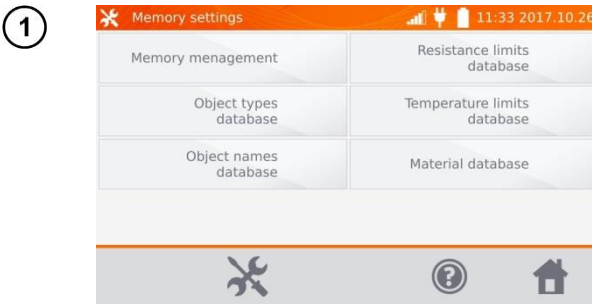 1
Memory settings
11:33 2017.10.26
Memory menagement
Resistance limits
database
Object types
database
Temperature limits
database
Object names
database
Material database
?